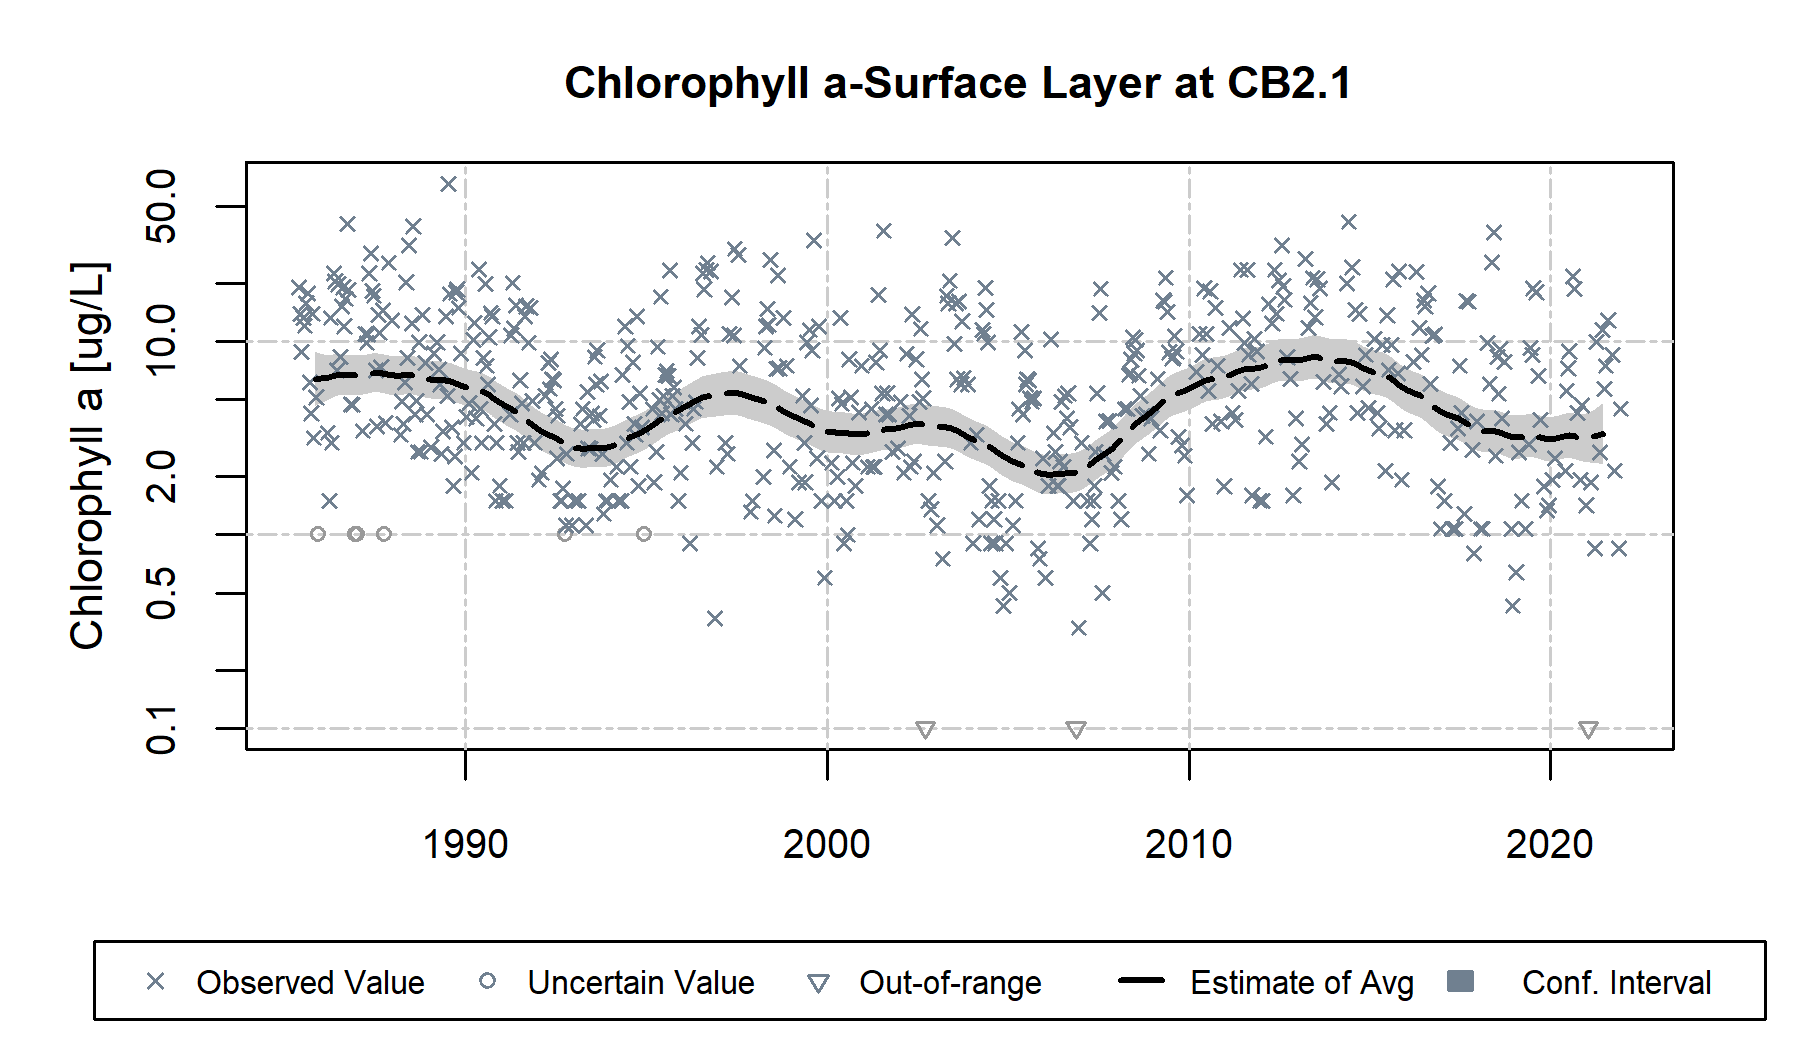 Chlorophyll a-Surface Layer at CB2.1
Chlorophyll a [ug/L]
50.0
10.0
2.0
0.5
0.1
1990 2000 2010 2020
Observed Value Uncertain Value Out-of-range Estimate of Avg Conf. Interval